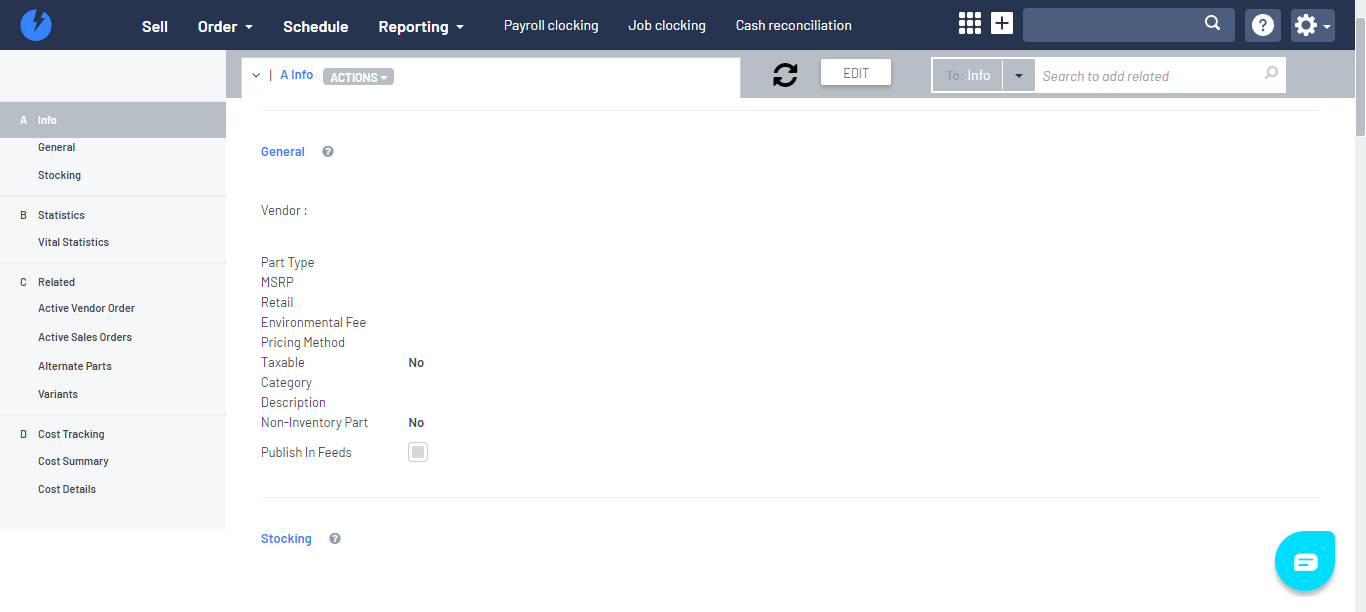 Sell Order Schedule Reporting Payroll clocking Job clocking Cash reconciliation
| A Info ACTIONS
EDIT
To: Info
Search to add related
A Info
General
Stocking
B Statistics
Vital Statistics
C Related
Active Vendor Order
Active Sales Orders
Alternate Parts
Variants
D Cost Tracking
Cost Summary
Cost Details
General
Vendor :
Part Type
MSRP
Retail
Environmental Fee
Pricing Method
Taxable No
Category
Description
Non-Inventory Part No
Publish In Feeds
Stocking